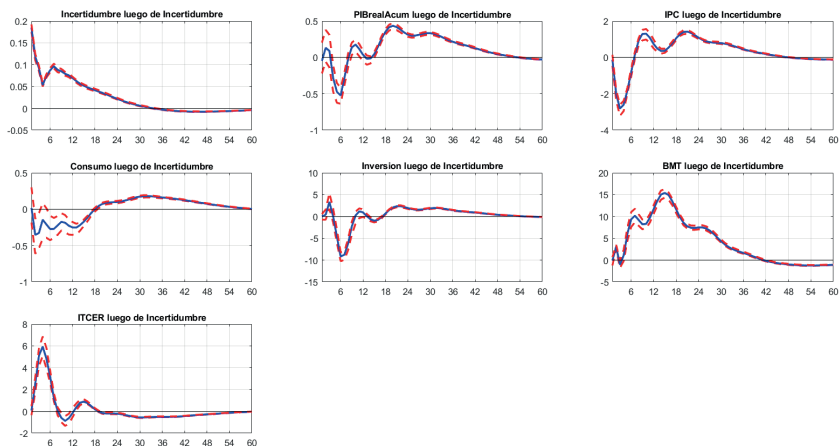 Incertidumbre luego de Incertidumbre
0.2
0.15
0.1
0.05
0
-0.05
6 12 18 24 30 36 42 48 54 60
PIBrealAcum luego de Incertidumbre
0.5
0
-0.5
-1
6 12 18 24 30 36 42 48 54 60
IPC luego de Incertidumbre
2
0
-2
-4
6 12 18 24 30 36 42 48 54 60
Consumo luego de Incertidumbre
0.5
0
-0.5
-1
6 12 18 24 30 36 42 48 54 60
Inversion luego de Incertidumbre
10
5
0
-5
-10
-15
6 12 18 24 30 36 42 48 54 60
BMT luego de Incertidumbre
20
15
10
5
0
-5
6 12 18 24 30 36 42 48 54 60
ITCER luego de Incertidumbre
8
6
4
2
0
-2
6 12 18 24 30 36 42 48 54 60